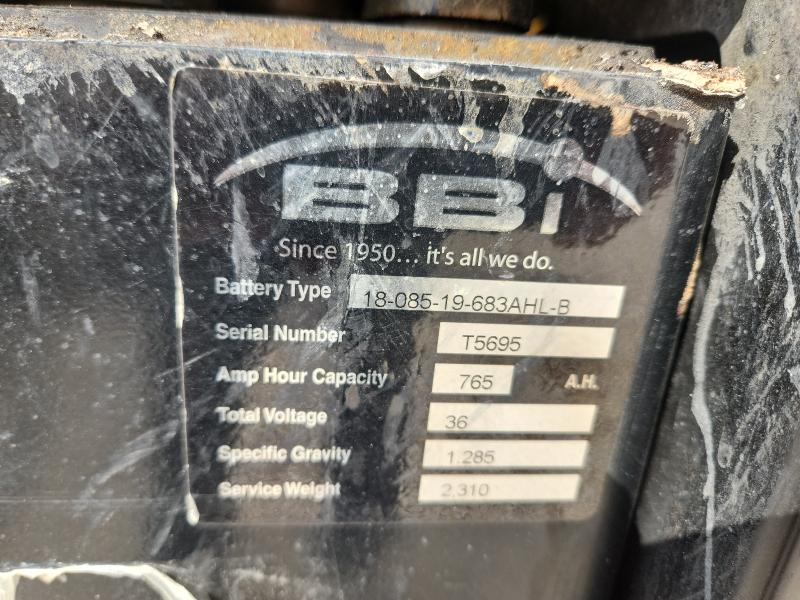 BBi
Since 1950... it's all we do.
Battery Type 18-085-19-683AHL-B
Serial Number T5695
Amp Hour Capacity 765 A.H.
Total Voltage 36
Specific Gravity 1.285
Service Weight 2,310